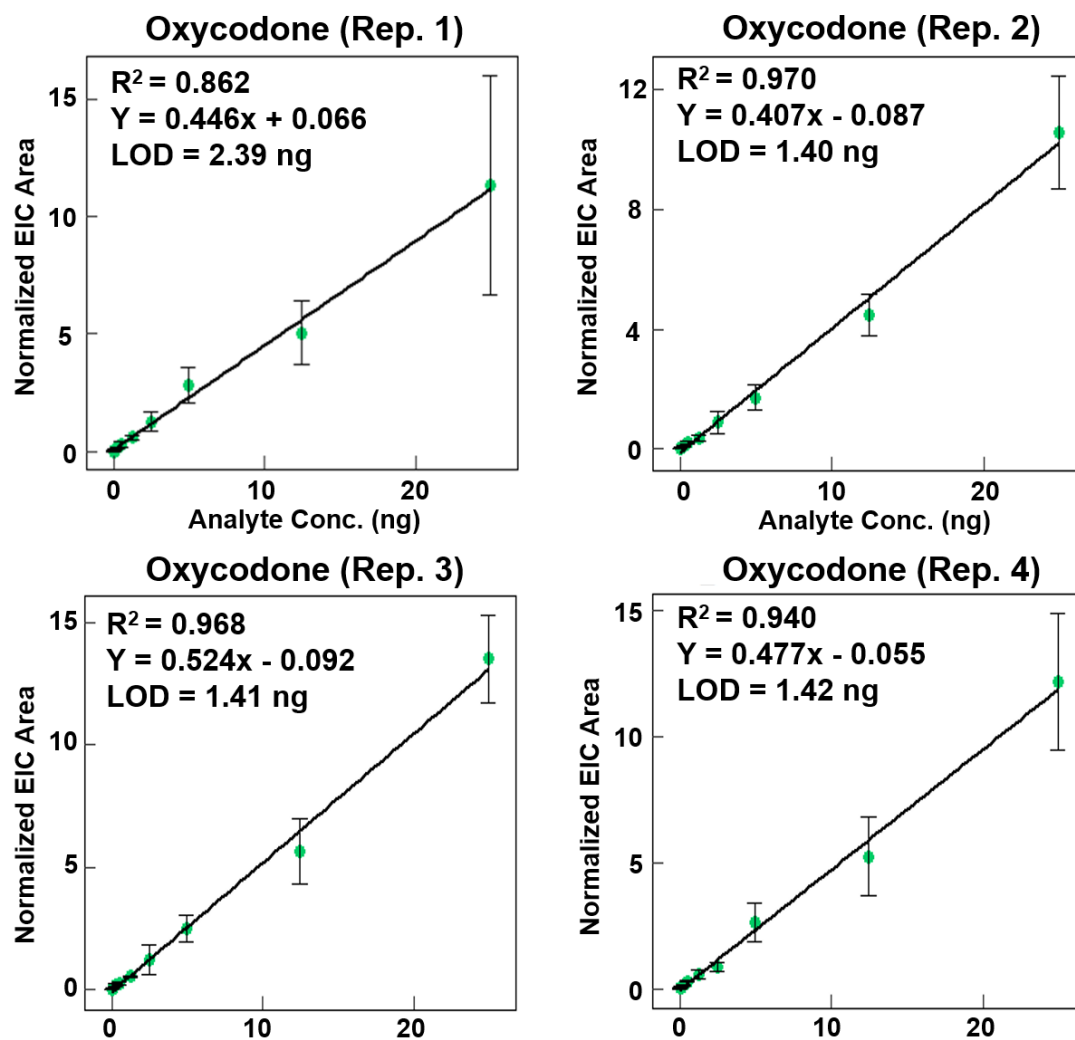 Oxycodone (Rep. 1)
R² = 0.862
Y = 0.446x + 0.066
LOD = 2.39 ng
Normalized EIC Area
15
10
5
0
0 10 20
Analyte Conc. (ng)
Oxycodone (Rep. 2)
R² = 0.970
Y = 0.407x - 0.087
LOD = 1.40 ng
Normalized EIC Area
12
8
4
0
0 10 20
Analyte Conc. (ng)
Oxycodone (Rep. 3)
R² = 0.968
Y = 0.524x - 0.092
LOD = 1.41 ng
Normalized EIC Area
15
10
5
0
0 10 20
Oxycodone (Rep. 4)
R² = 0.940
Y = 0.477x - 0.055
LOD = 1.42 ng
Normalized EIC Area
15
10
5
0
0 10 20